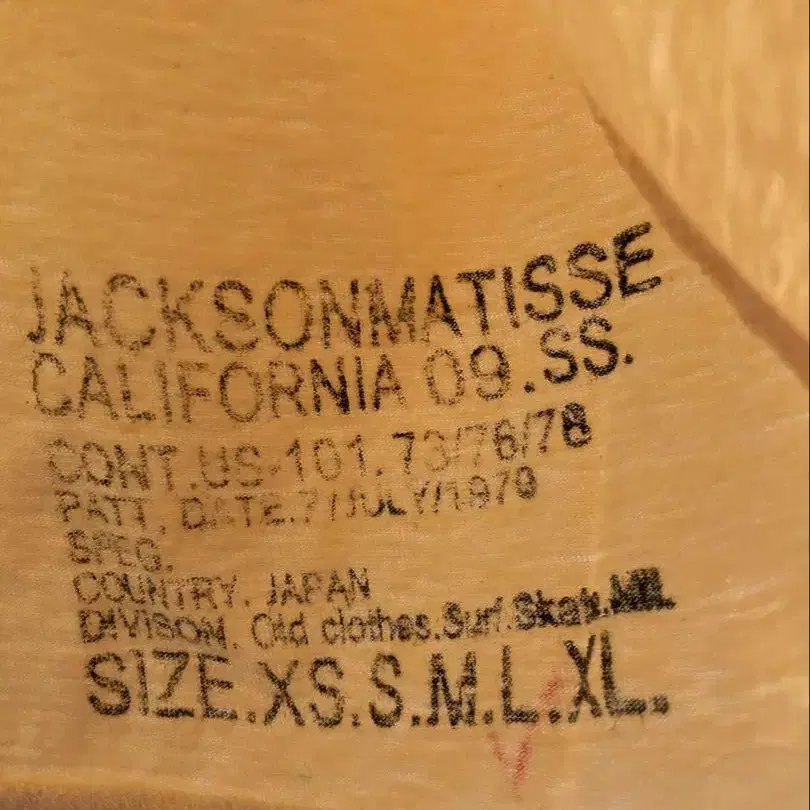 JACKSONMATISSE
CALIFORNIA 09.SS.
CONT.US-101.73/76/78
PATT. DATE.7/JULY/1979
SPEC.
COUNTRY. JAPAN
DIVISON. Old clothes.Surf.Skate.MIL
SIZE.XS.S.M.L.XL.